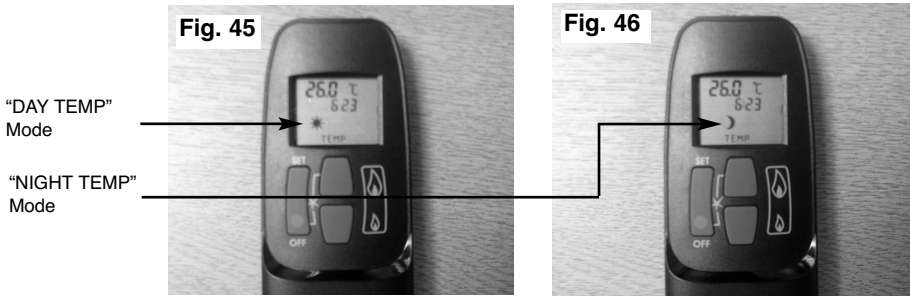 Fig. 45
Fig. 46
“DAY TEMP”
Mode
“NIGHT TEMP”
Mode
26.0 °C
6:23
TEMP
SET
OFF
26.0 °C
6:23
TEMP
SET
OFF